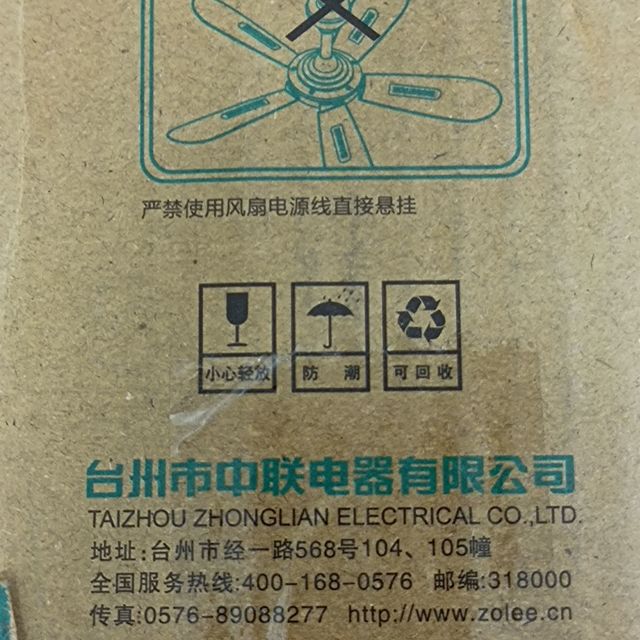 严禁使用风扇电源线直接悬挂
小心轻放 防 潮 可回收
台州市中联电器有限公司
TAIZHOU ZHONGLIAN ELECTRICAL CO.,LTD.
地址:台州市经一路568号104、105幢
全国服务热线:400-168-0576 邮编:318000
传真:0576-89088277 http://www.zolee.cn